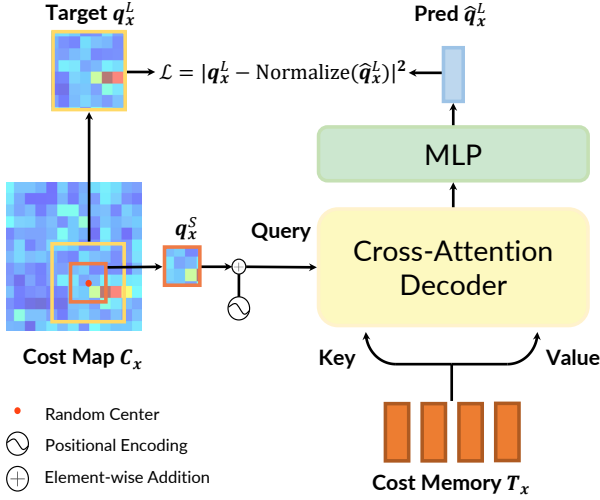 Target q_x^L
Pred q̂_x^L
ℒ = |q_x^L − Normalize(q̂_x^L)|²
MLP
q_x^S
Query
Cross-Attention
Decoder
Cost Map C_x
Key
Value
Random Center
Positional Encoding
Element-wise Addition
Cost Memory T_x